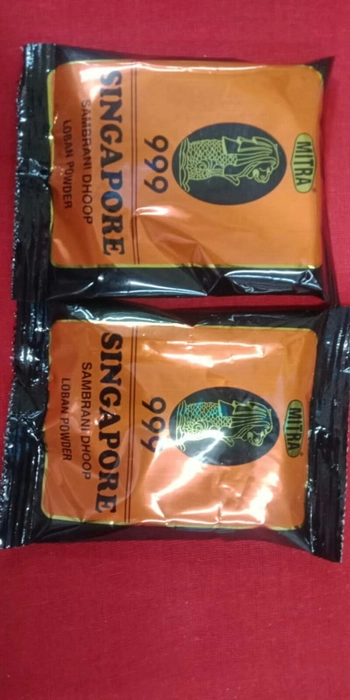 MITRA
999
SINGAPORE
SAMBRANI DHOOP
LOBAN POWDER
MITRA
999
SINGAPORE
SAMBRANI DHOOP
LOBAN POWDER